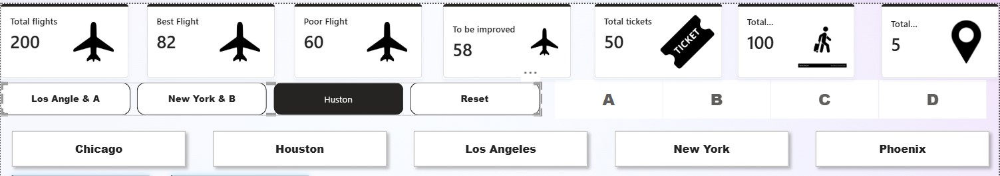 Total flights
200
Best Flight
82
Poor Flight
60
To be improved
58
Total tickets
50
TICKET
Total...
100
Total...
5
Los Angle & A
New York & B
Huston
Reset
A
B
C
D
Chicago
Houston
Los Angeles
New York
Phoenix